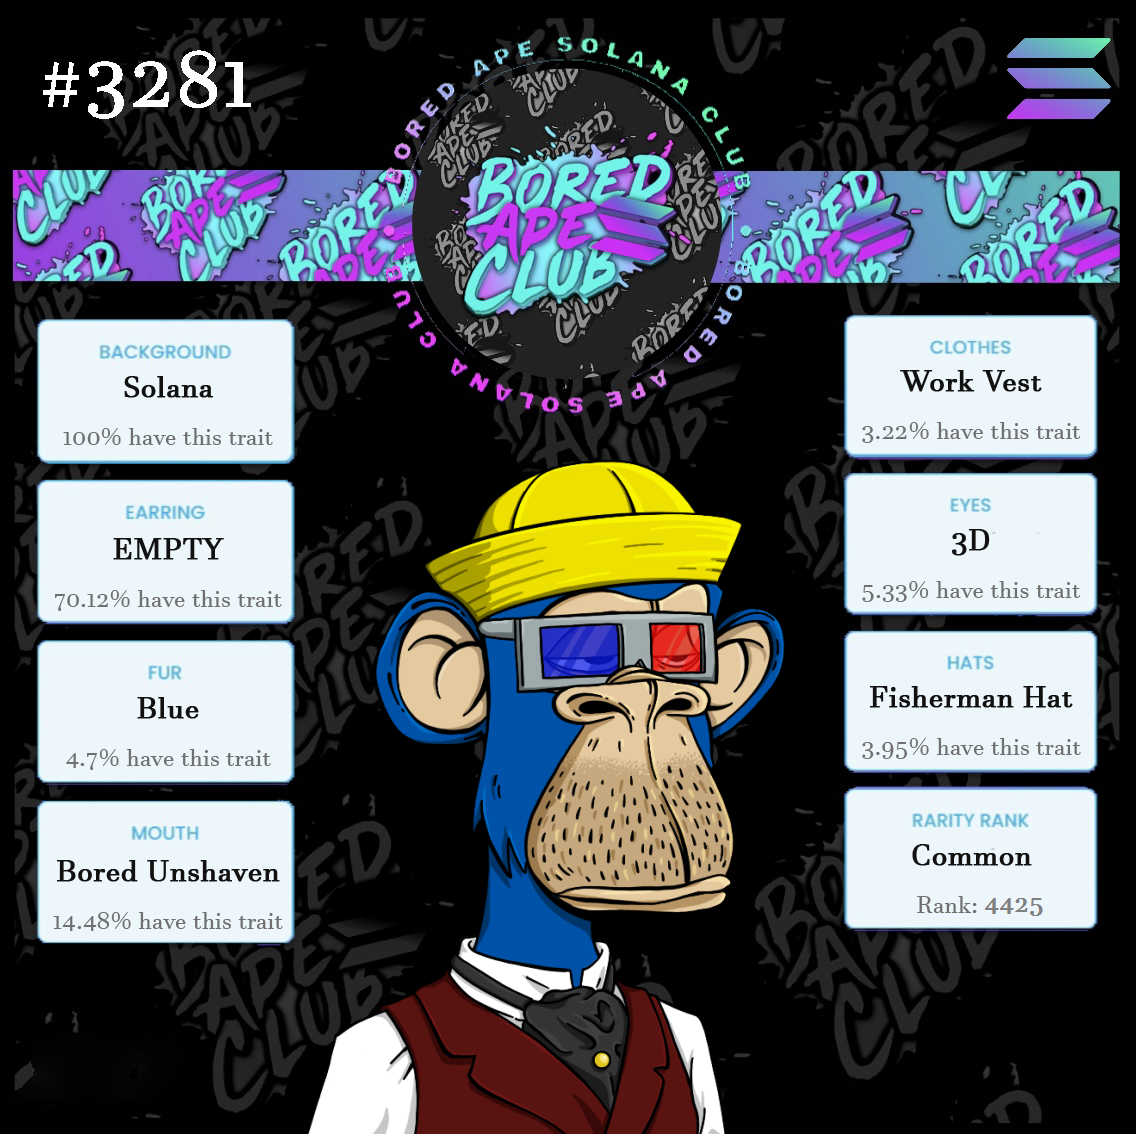 #3281
BORED APE SOLANA CLUB
BORED APE SOLANA CLUB
BORED
APE
CLUB
BACKGROUND
Solana
100% have this trait
EARRING
EMPTY
70.12% have this trait
FUR
Blue
4.7% have this trait
MOUTH
Bored Unshaven
14.48% have this trait
CLOTHES
Work Vest
3.22% have this trait
EYES
3D
5.33% have this trait
HATS
Fisherman Hat
3.95% have this trait
RARITY RANK
Common
Rank: 4425